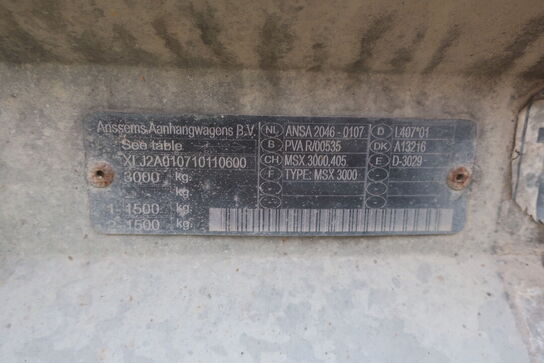 Anssems Aanhangwagens B.V.
See table
XLJ2A010710110600
3000 kg.
kg.
1- 1500 kg.
2- 1500 kg.
NL ANSA 2046 - 0107
B PVA R/00535
CH MSX 3000,405
F TYPE: MSX 3000
D L407*01
DK A13216
E D-3029